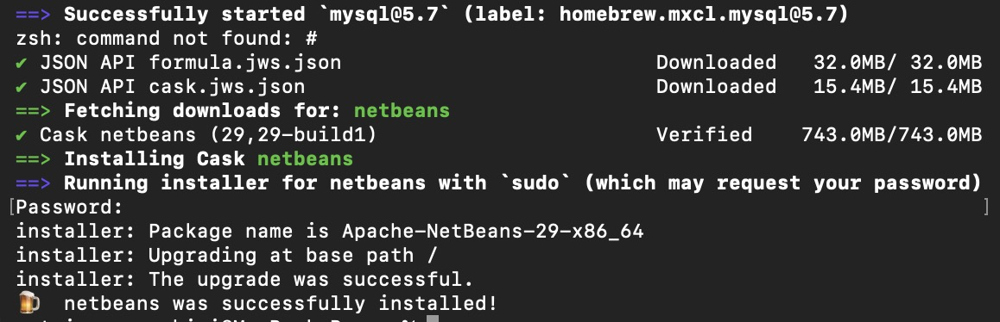 ==> Successfully started `mysql@5.7` (label: homebrew.mxcl.mysql@5.7)
zsh: command not found: #
✔ JSON API formula.jws.json Downloaded 32.0MB/ 32.0MB
✔ JSON API cask.jws.json Downloaded 15.4MB/ 15.4MB
==> Fetching downloads for: netbeans
✔ Cask netbeans (29,29-build1) Verified 743.0MB/743.0MB
==> Installing Cask netbeans
==> Running installer for netbeans with `sudo` (which may request your password)
[Password: ]
installer: Package name is Apache-NetBeans-29-x86_64
installer: Upgrading at base path /
installer: The upgrade was successful.
🍺 netbeans was successfully installed!